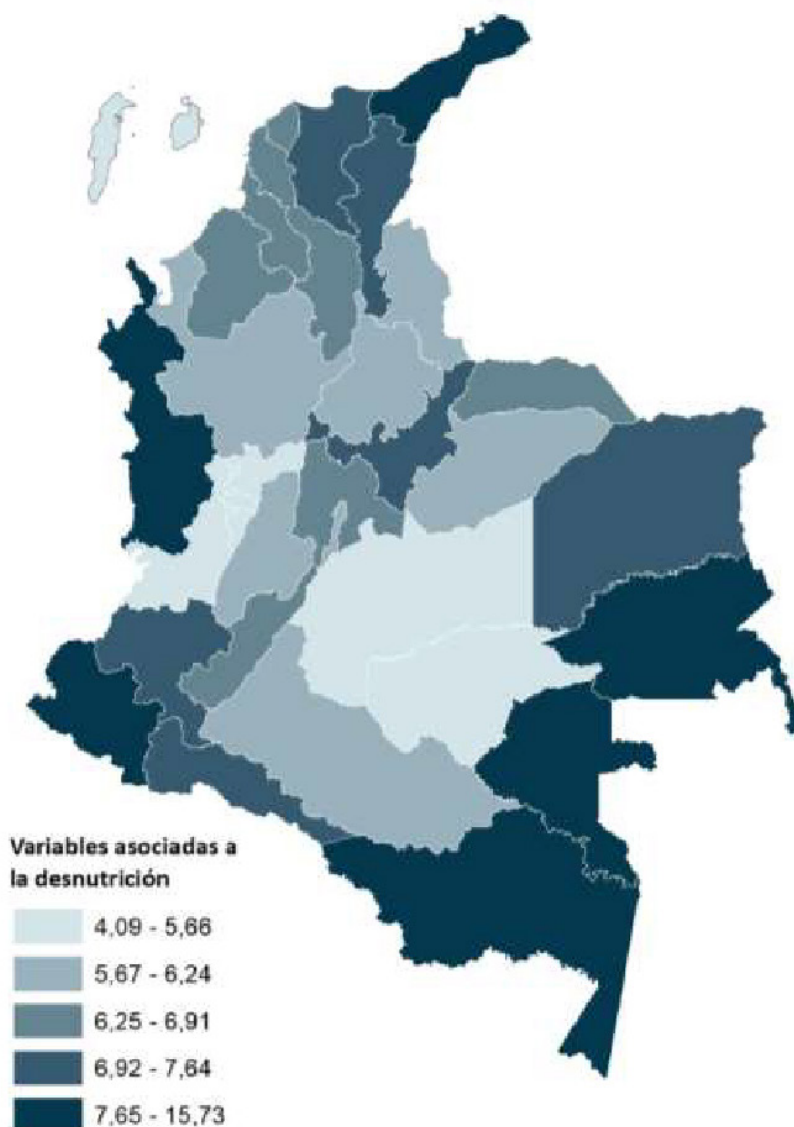 Variables asociadas a
la desnutrición
4,09 - 5,66
5,67 - 6,24
6,25 - 6,91
6,92 - 7,64
7,65 - 15,73